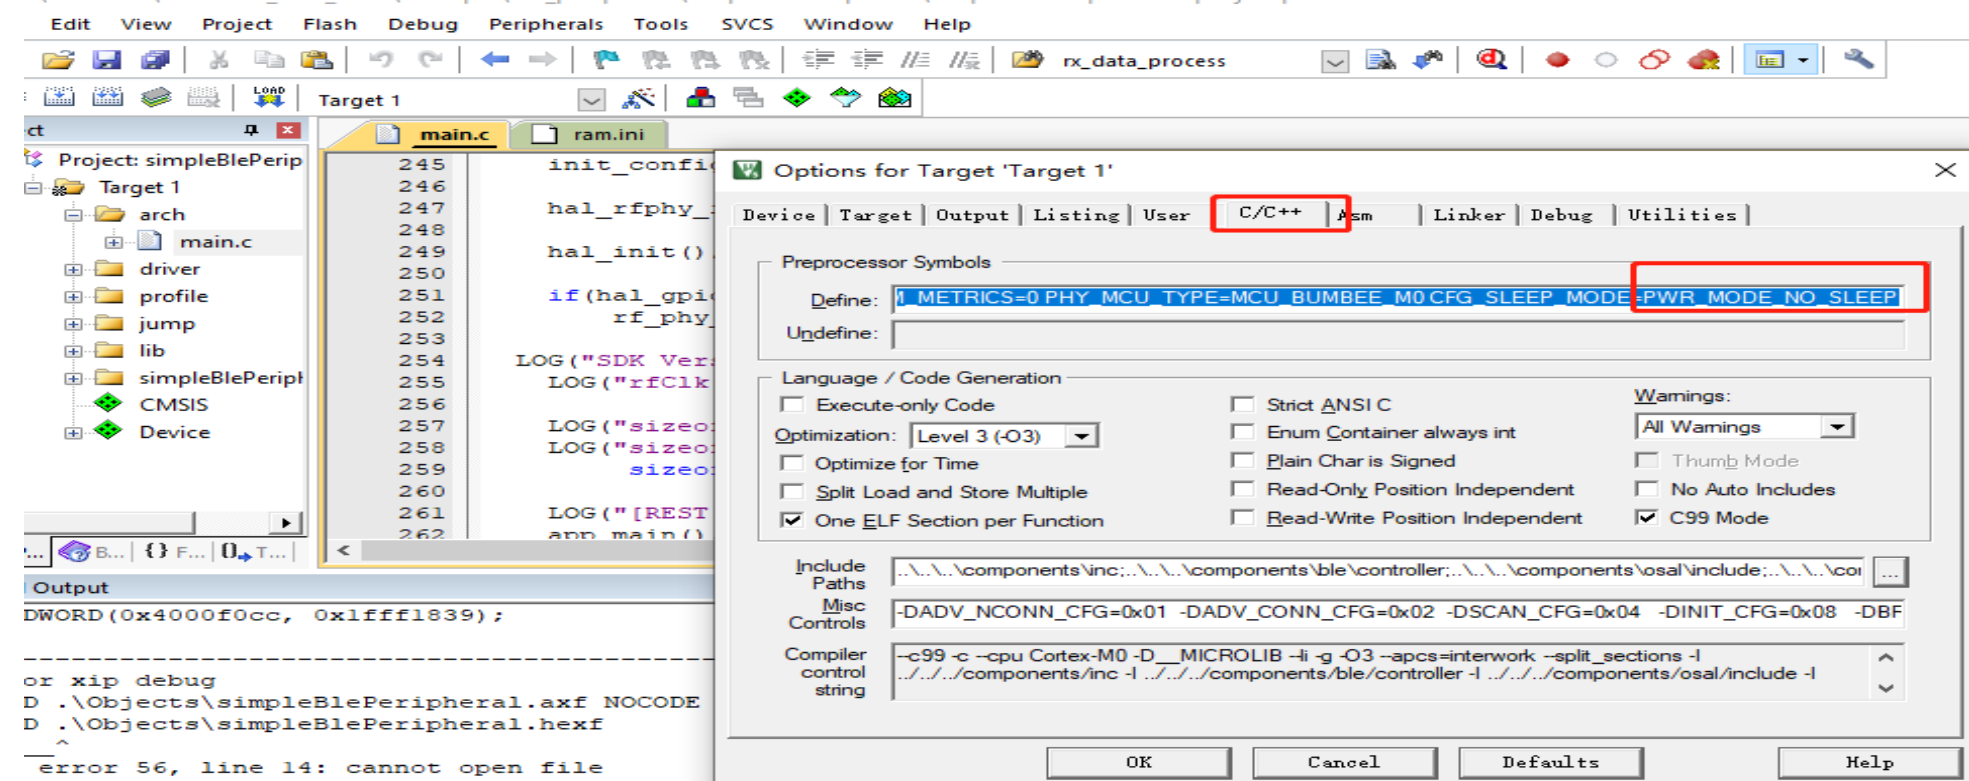 Edit View Project Flash Debug Peripherals Tools SVCS Window Help
rx_data_process
LOAD Target 1
ct
main.c ram.ini
Project: simpleBlePerip
Target 1
arch
main.c
driver
profile
jump
lib
simpleBlePeriph
CMSIS
Device
245 init_confi
246
247 hal_rfphy_
248
249 hal_init()
250
251 if(hal_gpi
252 rf_phy_
253
254 LOG("SDK Ver
255 LOG("rfClk
256
257 LOG("sizeo
258 LOG("sizeo
259 sizeo
260
261 LOG("[REST
262 app_main()
B... {} F... T...
Output
DWORD(0x4000f0cc, 0x1fff1839);
or xip debug
D .\Objects\simpleBlePeripheral.axf NOCODE
D .\Objects\simpleBlePeripheral.hexf
__^
error 56, line 14: cannot open file
Options for Target 'Target 1'
Device Target Output Listing User C/C++ Asm Linker Debug Utilities
Preprocessor Symbols
Define: _METRICS=0 PHY_MCU_TYPE=MCU_BUMBEE_M0 CFG_SLEEP_MODE=PWR_MODE_NO_SLEEP
Undefine:
Language / Code Generation
Execute-only Code
Optimization: Level 3 (-O3)
Optimize for Time
Split Load and Store Multiple
One ELF Section per Function
Strict ANSI C
Enum Container always int
Plain Char is Signed
Read-Only Position Independent
Read-Write Position Independent
Warnings:
All Warnings
Thumb Mode
No Auto Includes
C99 Mode
Include Paths ..\..\..\components\inc;..\..\..\components\ble\controller;..\..\..\components\osal\include;..\..\..\cor ...
Misc Controls -DADV_NCONN_CFG=0x01 -DADV_CONN_CFG=0x02 -DSCAN_CFG=0x04 -DINIT_CFG=0x08 -DBF
Compiler control string --c99 -c --cpu Cortex-M0 -D__MICROLIB --li -g -O3 --apcs=interwork --split_sections -I
../../../components/inc -I ../../../components/ble/controller -I ../../../components/osal/include -I
OK Cancel Defaults Help